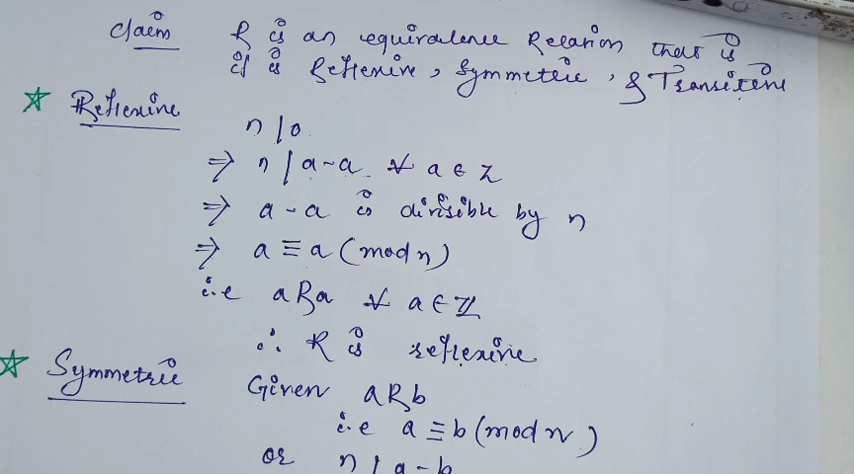 Claim R is an equivalence Relation that is
if is Reflexive, Symmetric, & Transitive
Reflexive
n | 0
⇒ n | a - a ∀ a ∈ Z
⇒ a - a is divisible by n
⇒ a ≡ a (mod n)
i.e aRa ∀ a ∈ Z
∴ R is reflexive
Symmetric Given aRb
i.e a ≡ b (mod n)
or n | a - b